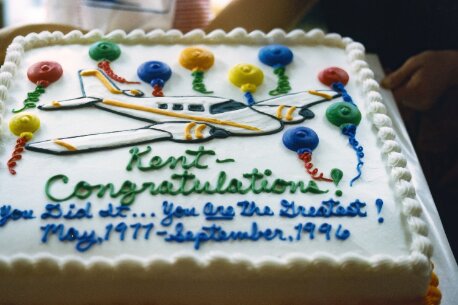 Kent-
Congratulations!
You Did It... You Are The Greatest!
May, 1977-September, 1996